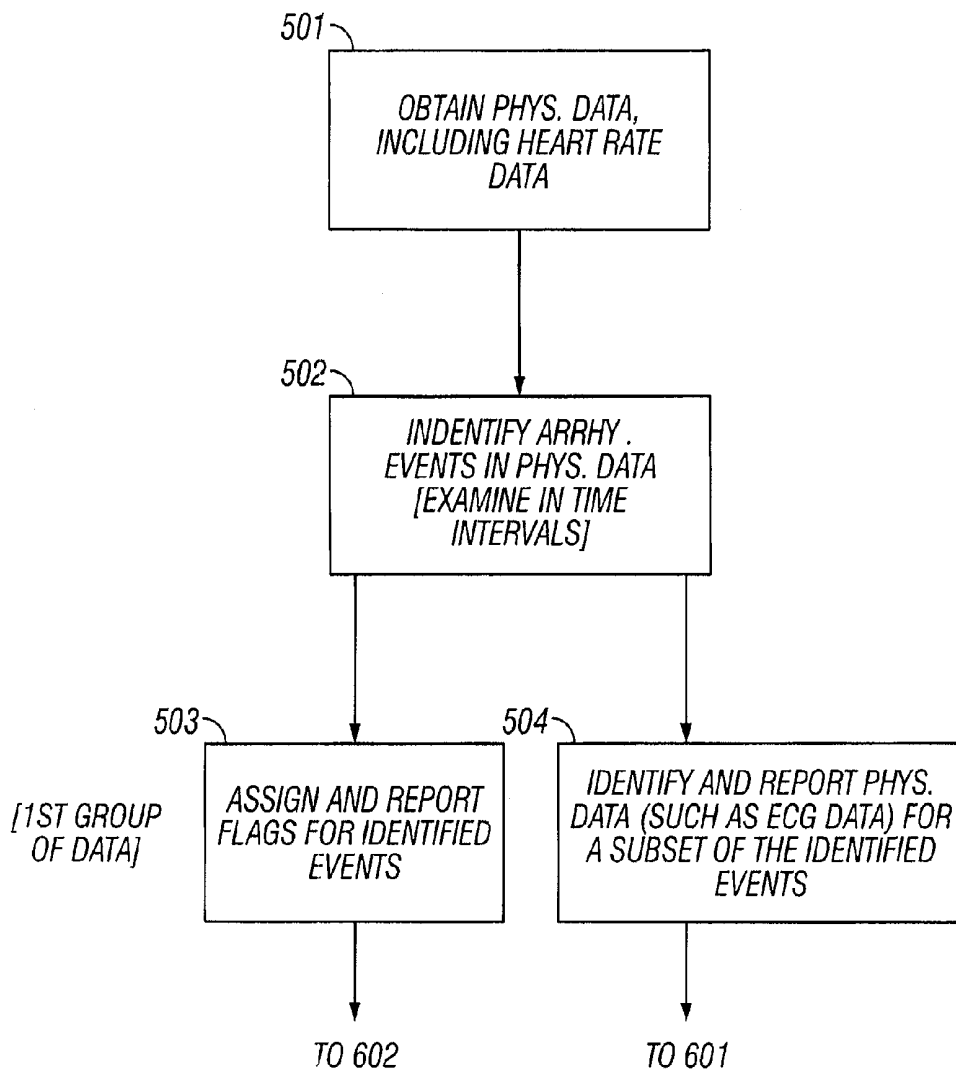 501
OBTAIN PHYS. DATA,
INCLUDING HEART RATE
DATA
502
INDENTIFY ARRHY.
EVENTS IN PHYS. DATA
[EXAMINE IN TIME
INTERVALS]
503
504
[1ST GROUP
OF DATA]
ASSIGN AND REPORT
FLAGS FOR IDENTIFIED
EVENTS
IDENTIFY AND REPORT PHYS.
DATA (SUCH AS ECG DATA) FOR
A SUBSET OF THE IDENTIFIED
EVENTS
TO 602
TO 601